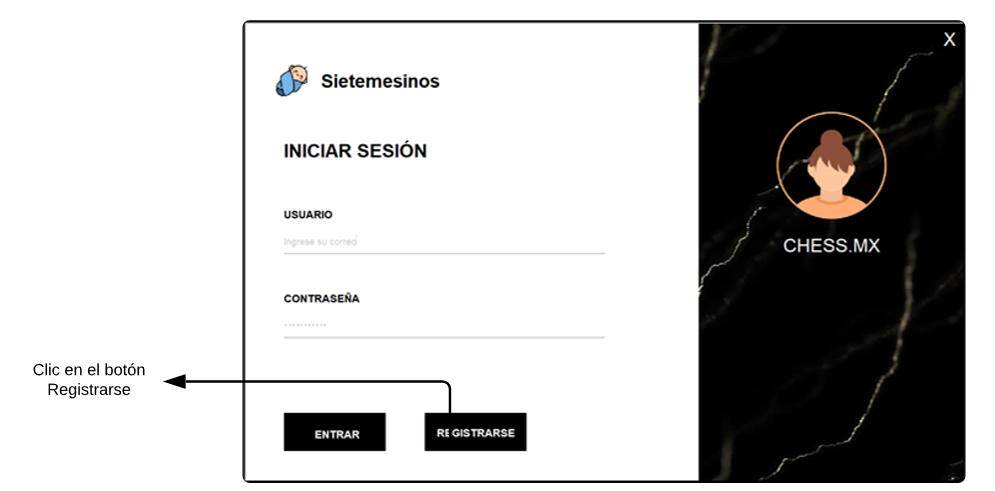 X
Sietemesinos
INICIAR SESIÓN
USUARIO
Ingrese su correo
CHESS.MX
CONTRASEÑA
***********
Clic en el botón
Registrarse
ENTRAR
REGISTRARSE